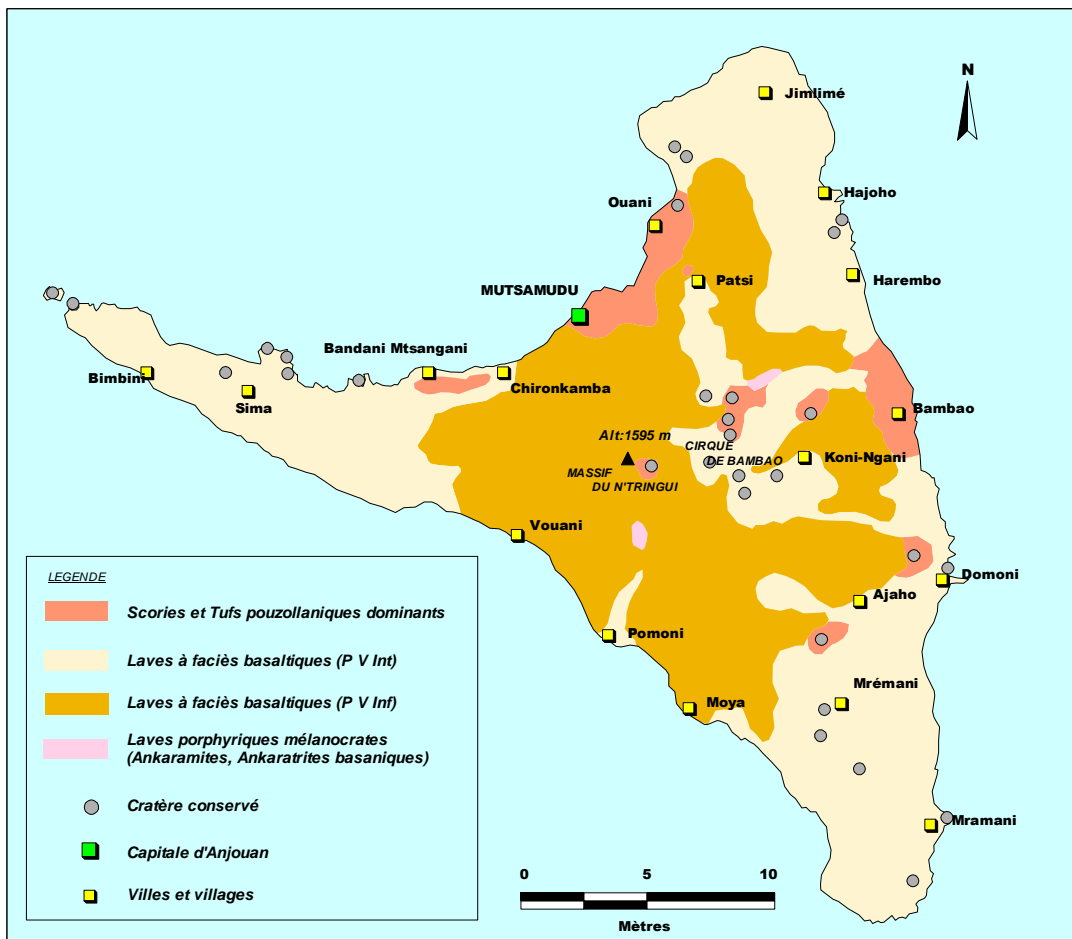 N
Jimlimé
Hajoho
Ouani
Harembo
Patsi
MUTSAMUDU
Bandani Mtsangani
Bimbini
Chironkamba
Sima
Bambao
Alt:1595 m
CIRQUE
DE BAMBAO
Koni-Ngani
MASSIF
DU N'TRINGUI
Vouani
Domoni
Ajaho
Pomoni
Mrémani
Moya
Mramani
LEGENDE
Scories et Tufs pouzollaniques dominants
Laves à faciès basaltiques (P V Int)
Laves à faciès basaltiques (P V Inf)
Laves porphyriques mélanocrates
(Ankaramites, Ankaratrites basaniques)
Cratère conservé
Capitale d'Anjouan
Villes et villages
0 5 10
Mètres